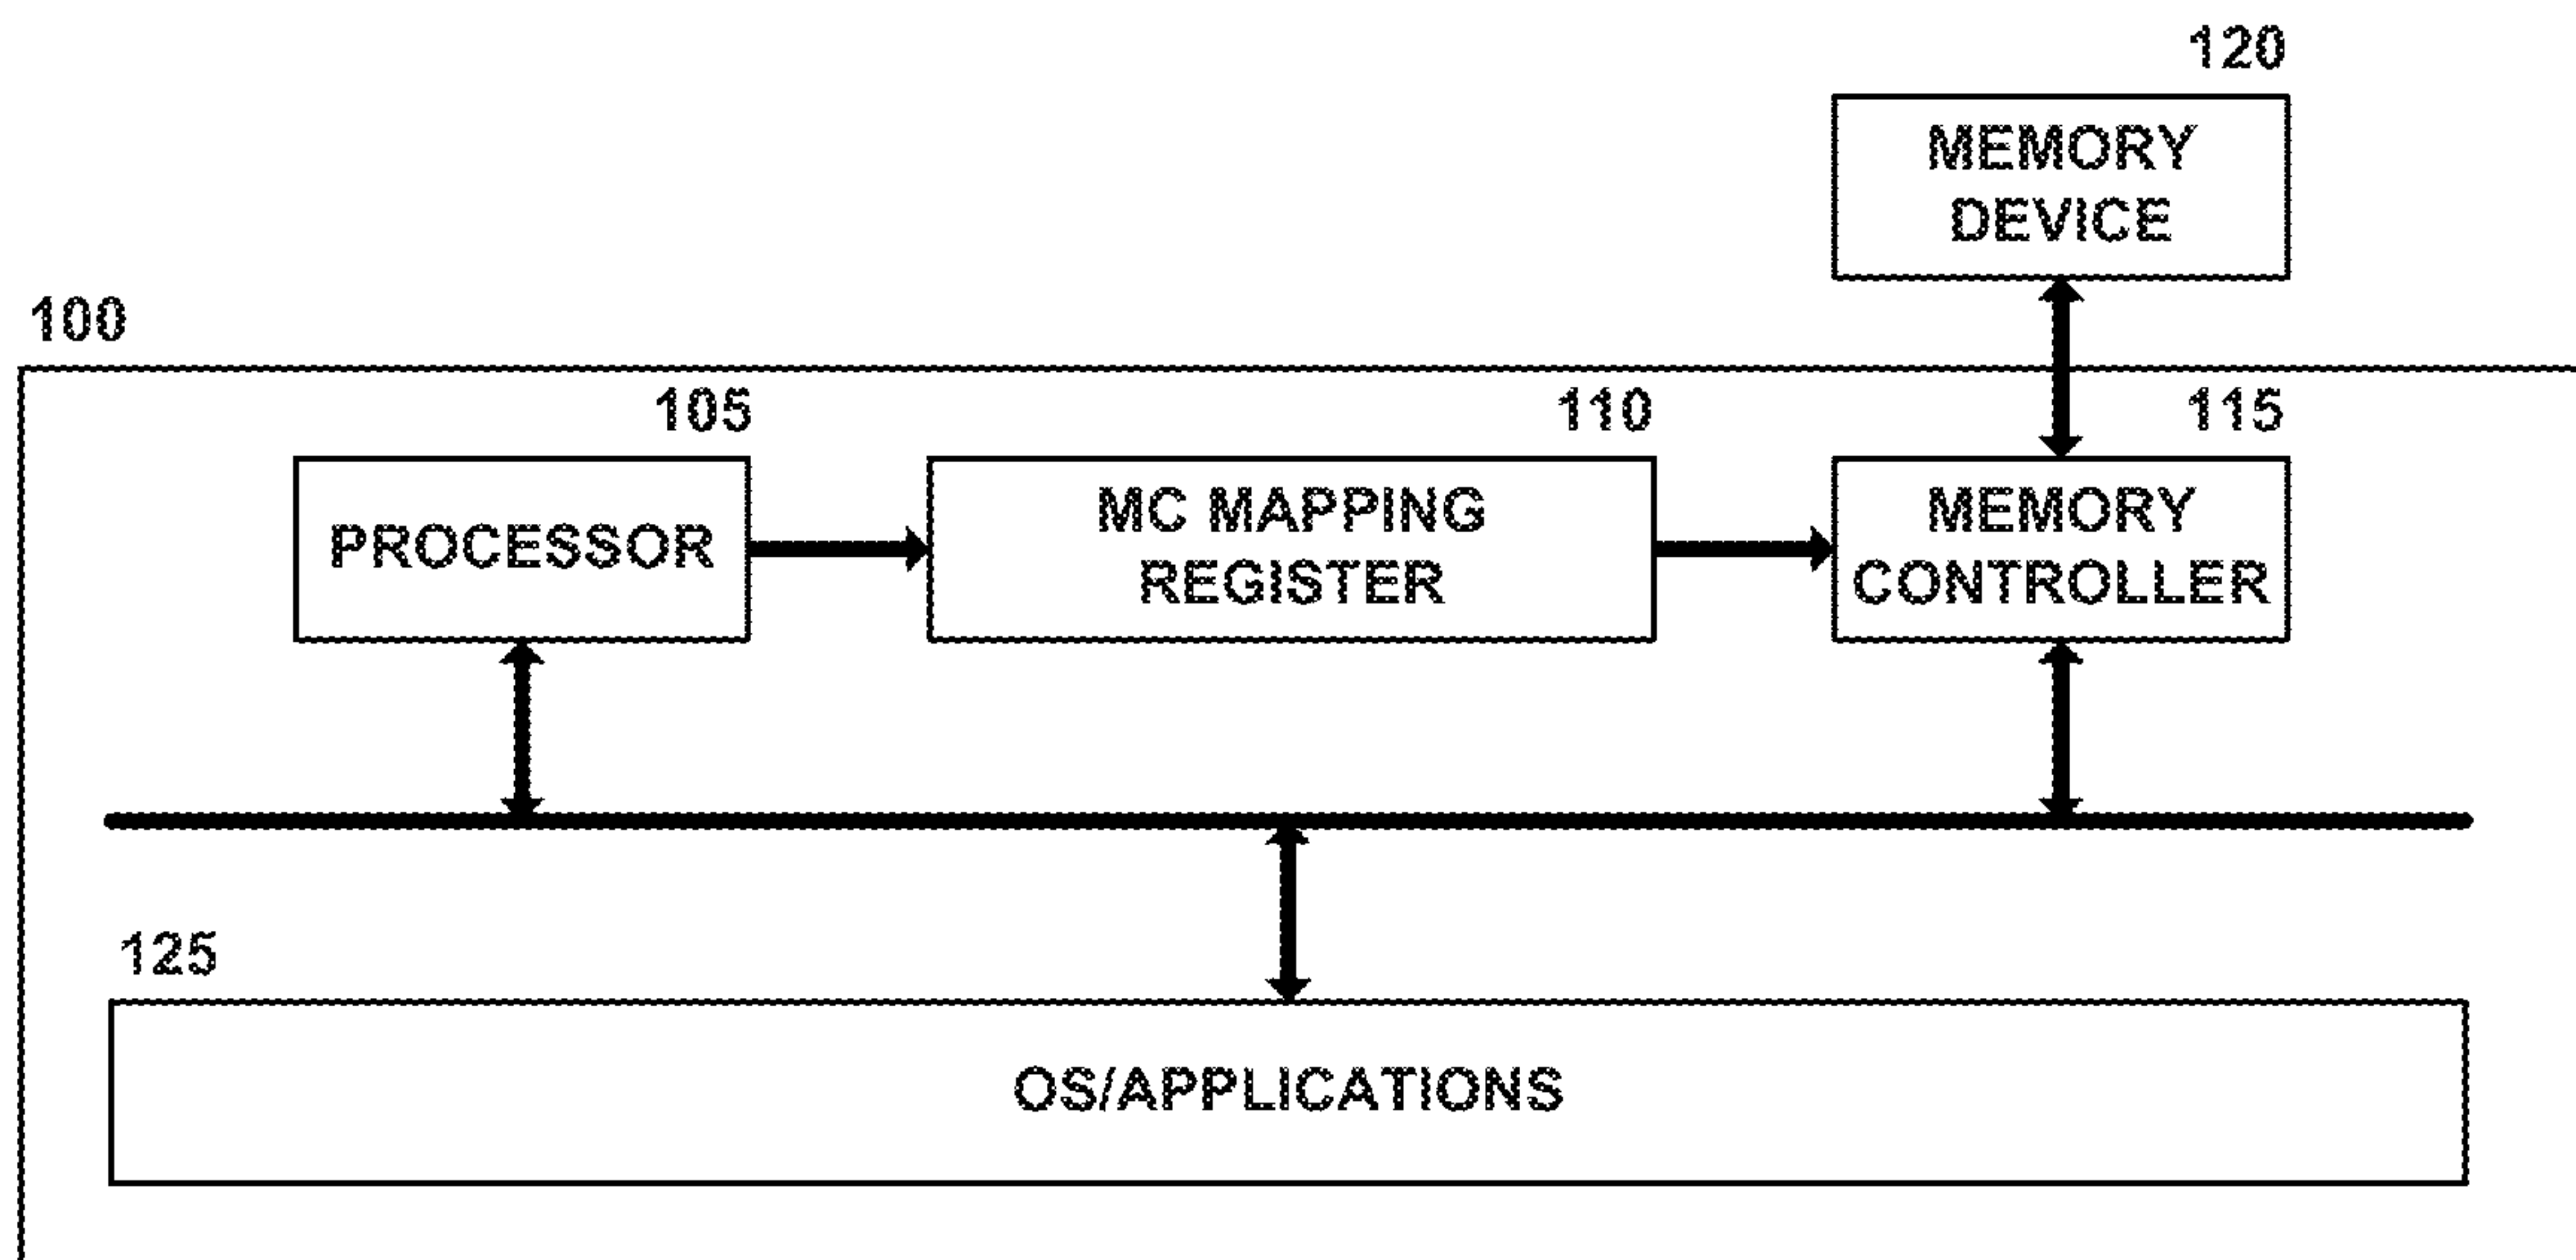 120
MEMORY
DEVICE
100
105
110
115
PROCESSOR
MC MAPPING
REGISTER
MEMORY
CONTROLLER
125
OS/APPLICATIONS